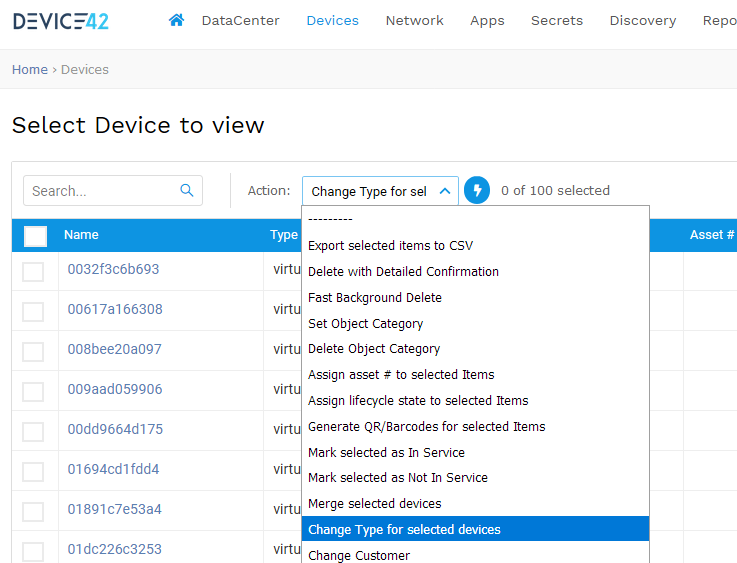 DEVICE42 DataCenter Devices Network Apps Secrets Discovery Repo
Home › Devices
Select Device to view
Search... Action: Change Type for sel 0 of 100 selected
Name Type Asset #
---------
Export selected items to CSV
Delete with Detailed Confirmation
Fast Background Delete
Set Object Category
Delete Object Category
Assign asset # to selected Items
Assign lifecycle state to selected Items
Generate QR/Barcodes for selected Items
Mark selected as In Service
Mark selected as Not In Service
Merge selected devices
Change Type for selected devices
Change Customer
0032f3c6b693 virtu
00617a166308 virtu
008bee20a097 virtu
009aad059906 virtu
00dd9664d175 virtu
01694cd1fdd4 virtu
01891c7e53a4 virtu
01dc226c3253 virtu